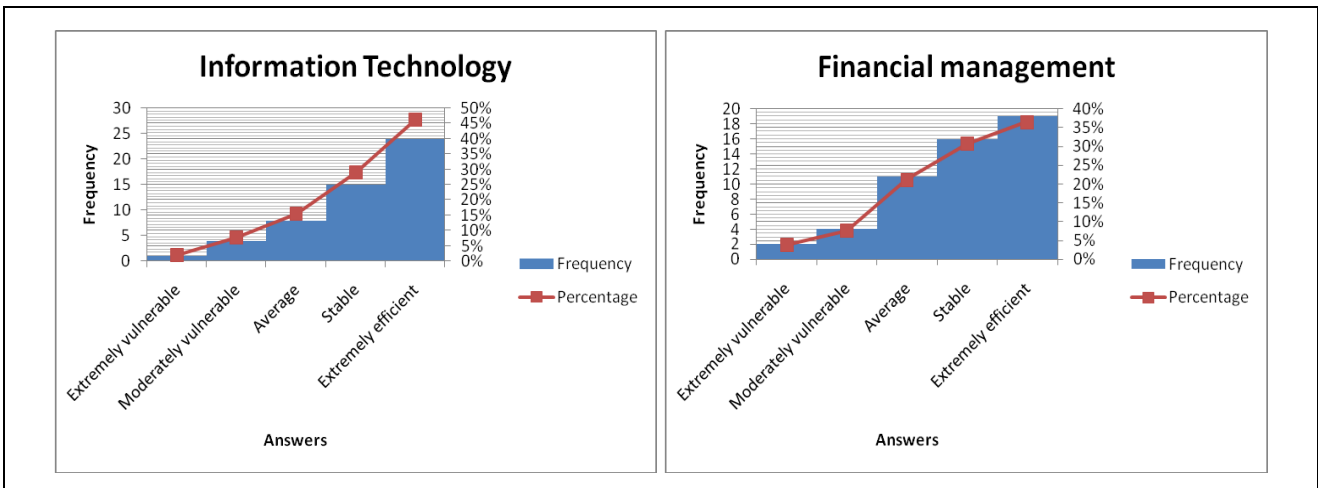 Information Technology
Frequency
30
25
20
15
10
5
0
50%
45%
40%
35%
30%
25%
20%
15%
10%
5%
0%
Extremely vulnerable
Moderately vulnerable
Average
Stable
Extremely efficient
Answers
Frequency
Percentage
Financial management
Frequency
20
18
16
14
12
10
8
6
4
2
0
40%
35%
30%
25%
20%
15%
10%
5%
0%
Extremely vulnerable
Moderately vulnerable
Average
Stable
Extremely efficient
Answers
Frequency
Percentage